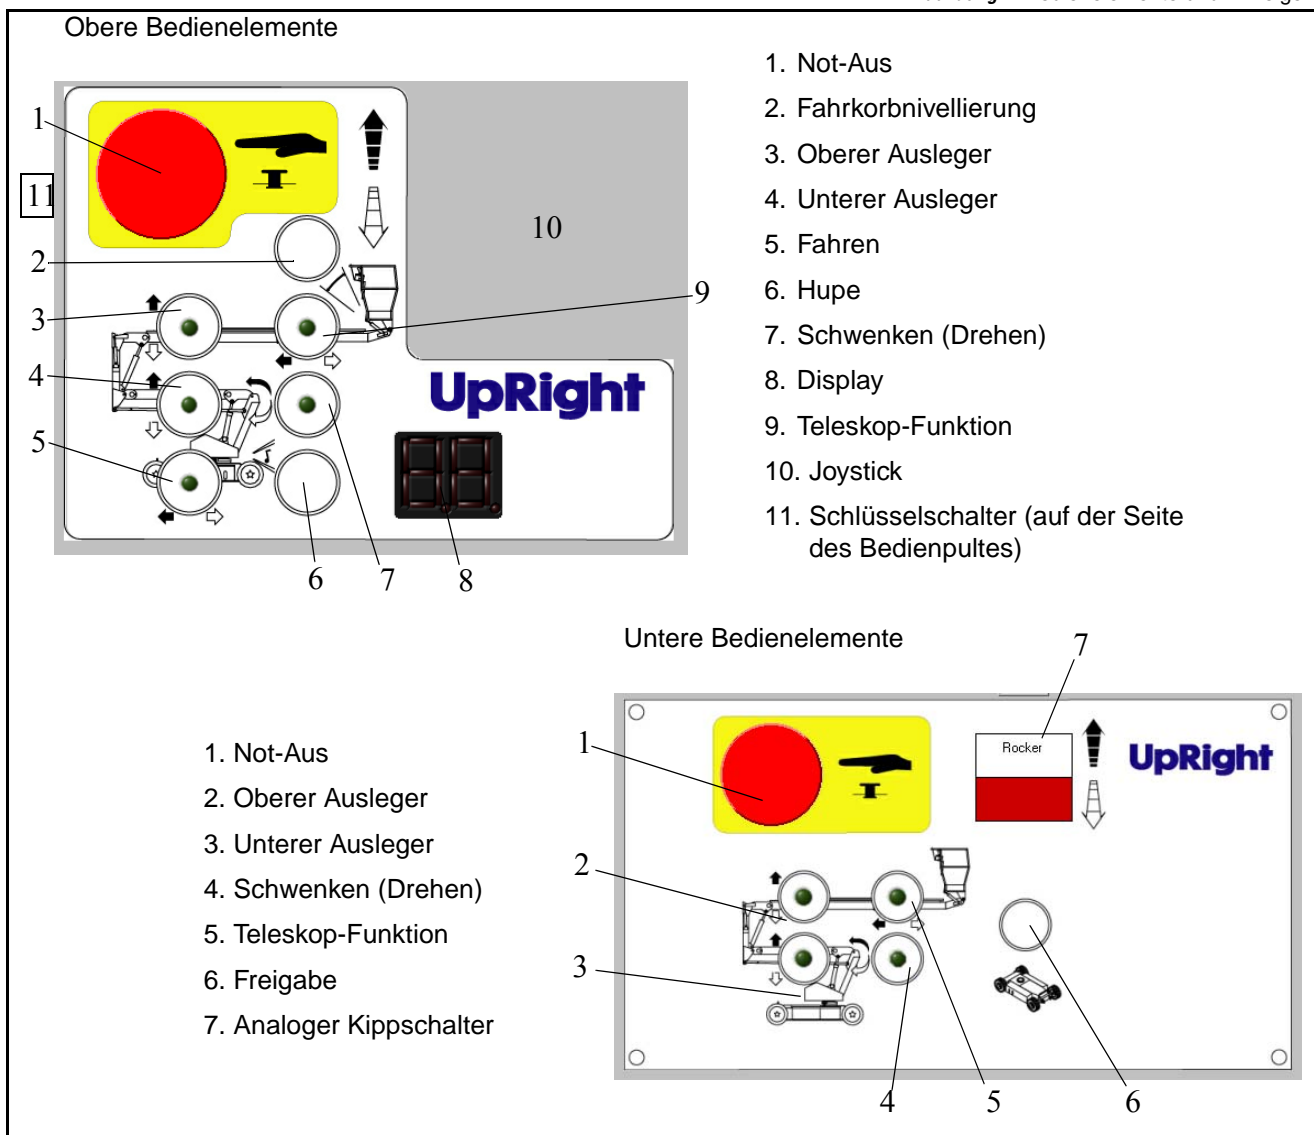 Obere Bedienelemente
1. Not-Aus
2. Fahrkorbnivellierung
3. Oberer Ausleger
4. Unterer Ausleger
5. Fahren
6. Hupe
7. Schwenken (Drehen)
8. Display
9. Teleskop-Funktion
10. Joystick
11. Schlüsselschalter (auf der Seite
des Bedienpultes)
1
11
10
2
3
9
4
UpRight
5
6
7
8
Untere Bedienelemente
1. Not-Aus
2. Oberer Ausleger
3. Unterer Ausleger
4. Schwenken (Drehen)
5. Teleskop-Funktion
6. Freigabe
7. Analoger Kippschalter
7
1
Rocker
UpRight
2
3
4
5
6